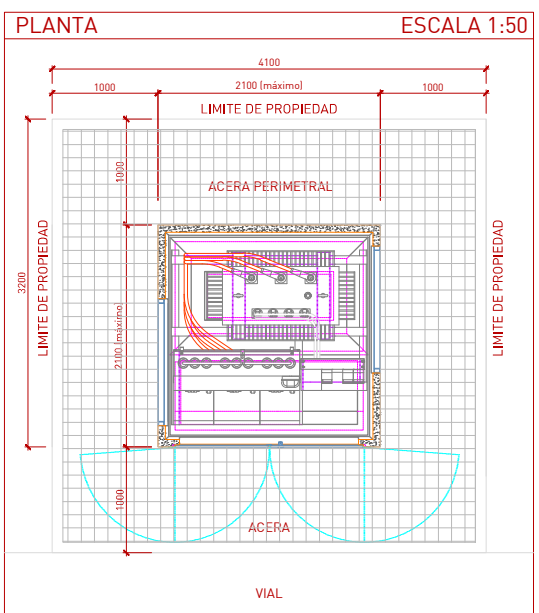 PLANTA
ESCALA 1:50
4100
1000
2100 (máximo)
1000
LIMITE DE PROPIEDAD
1000
ACERA PERIMETRAL
3200
LIMITE DE PROPIEDAD
2100 (máximo)
LIMITE DE PROPIEDAD
1000
ACERA
VIAL